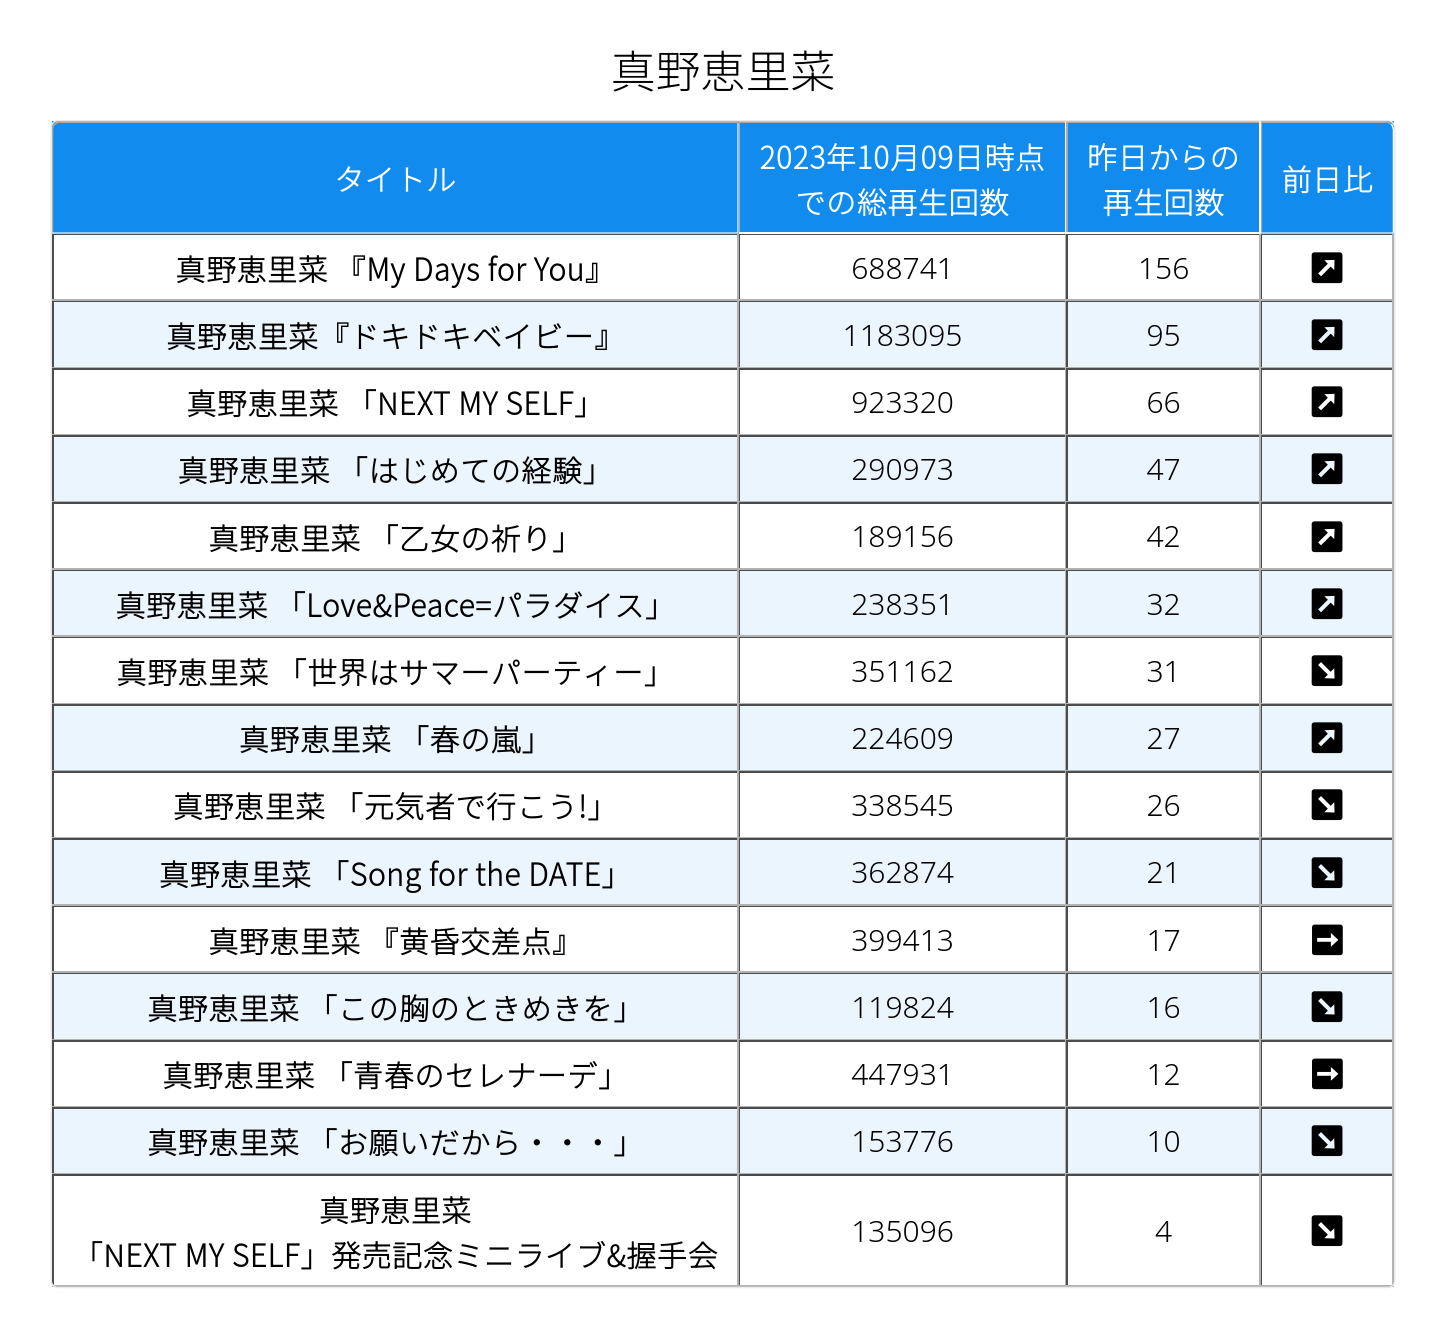 真野恵里菜
タイトル 2023年10月09日時点 昨日からの 前日比
での総再生回数 再生回数
真野恵里菜 『My Days for You』 688741 156 ↗
真野恵里菜『ドキドキベイビー』 1183095 95 ↗
真野恵里菜 「NEXT MY SELF」 923320 66 ↗
真野恵里菜 「はじめての経験」 290973 47 ↗
真野恵里菜 「乙女の祈り」 189156 42 ↗
真野恵里菜 「Love&Peace=パラダイス」 238351 32 ↗
真野恵里菜 「世界はサマーパーティー」 351162 31 ↘
真野恵里菜 「春の嵐」 224609 27 ↗
真野恵里菜 「元気者で行こう!」 338545 26 ↘
真野恵里菜 「Song for the DATE」 362874 21 ↘
真野恵里菜 『黄昏交差点』 399413 17 →
真野恵里菜 「この胸のときめきを」 119824 16 ↘
真野恵里菜 「青春のセレナーデ」 447931 12 →
真野恵里菜 「お願いだから・・・」 153776 10 ↘
真野恵里菜
「NEXT MY SELF」発売記念ミニライブ&握手会 135096 4 ↘